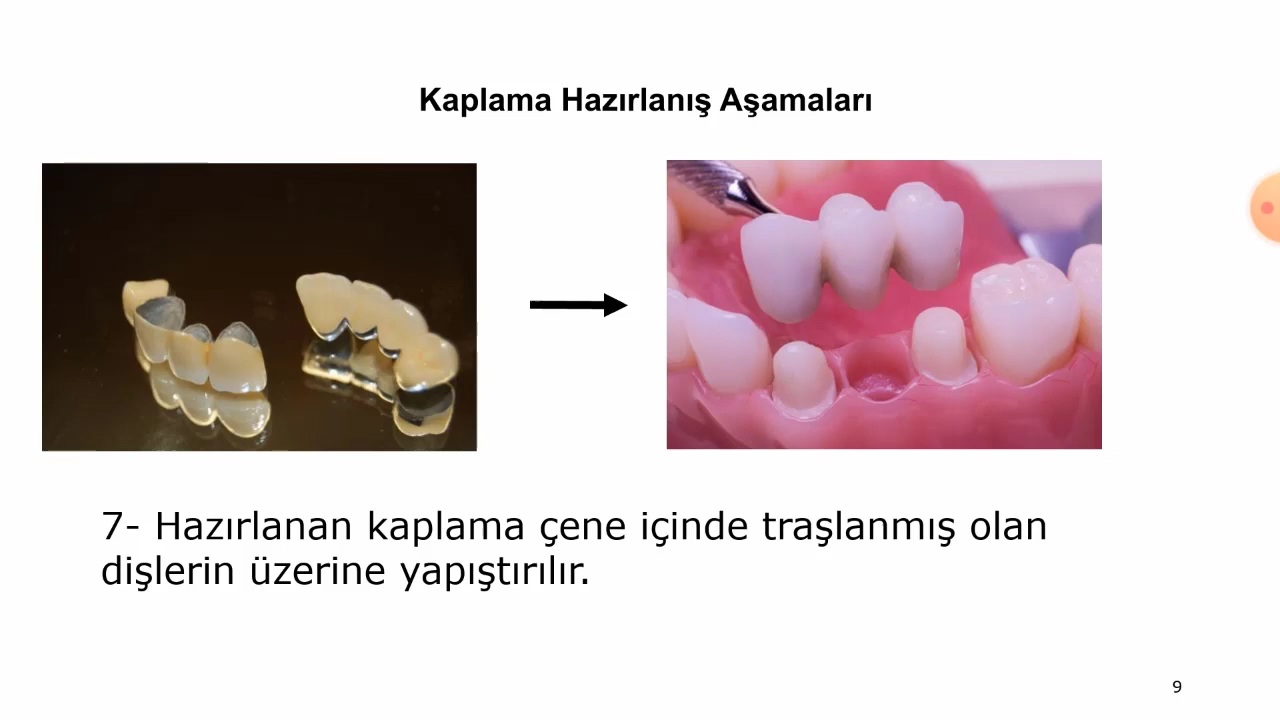 Kaplama Hazırlanış Aşamaları
7- Hazırlanan kaplama çene içinde traşlanmış olan
dişlerin üzerine yapıştırılır.
9